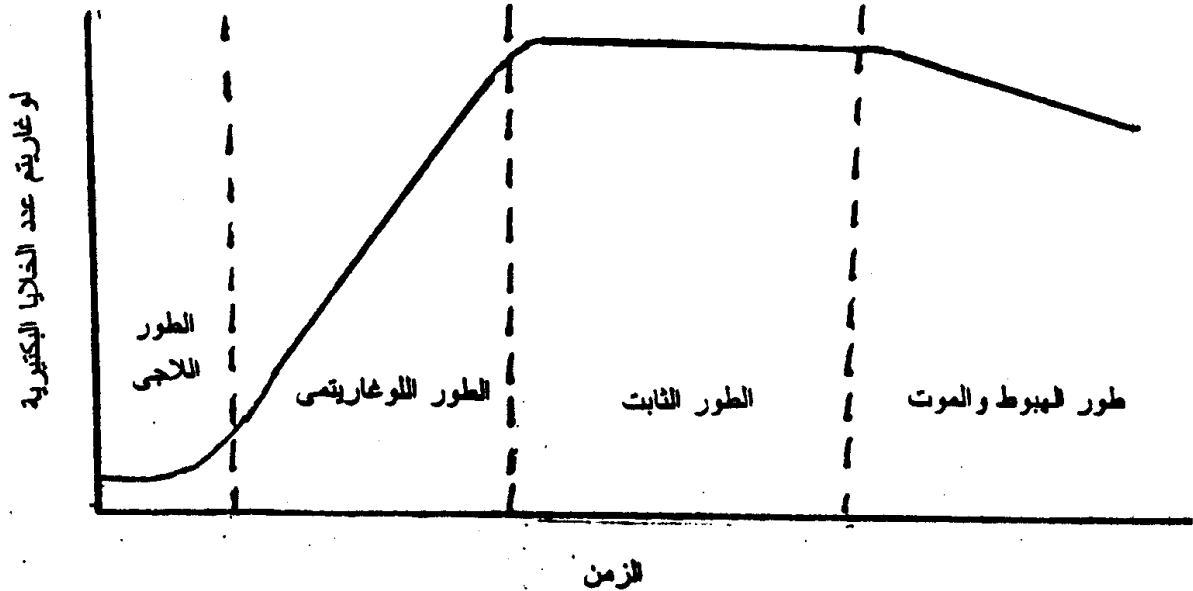 لوغاريتم عدد الخلايا البكتيرية
الطور
اللاجى
الطور اللوغاريتمى
الطور الثابت
طور الهبوط والموت
الزمن